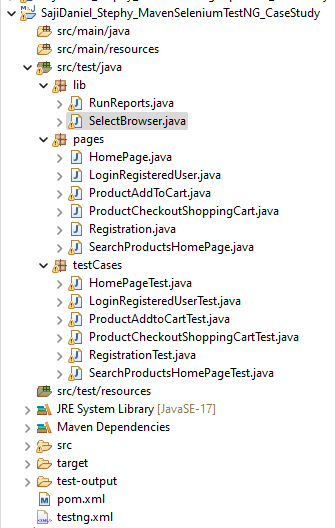 SajiDaniel_Stephy_MavenSeleniumTestNG_CaseStudy
src/main/java
src/main/resources
src/test/java
lib
RunReports.java
SelectBrowser.java
pages
HomePage.java
LoginRegisteredUser.java
ProductAddToCart.java
ProductCheckoutShoppingCart.java
Registration.java
SearchProductsHomePage.java
testCases
HomePageTest.java
LoginRegisteredUserTest.java
ProductAddtoCartTest.java
ProductCheckoutShoppingCartTest.java
RegistrationTest.java
SearchProductsHomePageTest.java
src/test/resources
JRE System Library [JavaSE-17]
Maven Dependencies
src
target
test-output
pom.xml
testng.xml